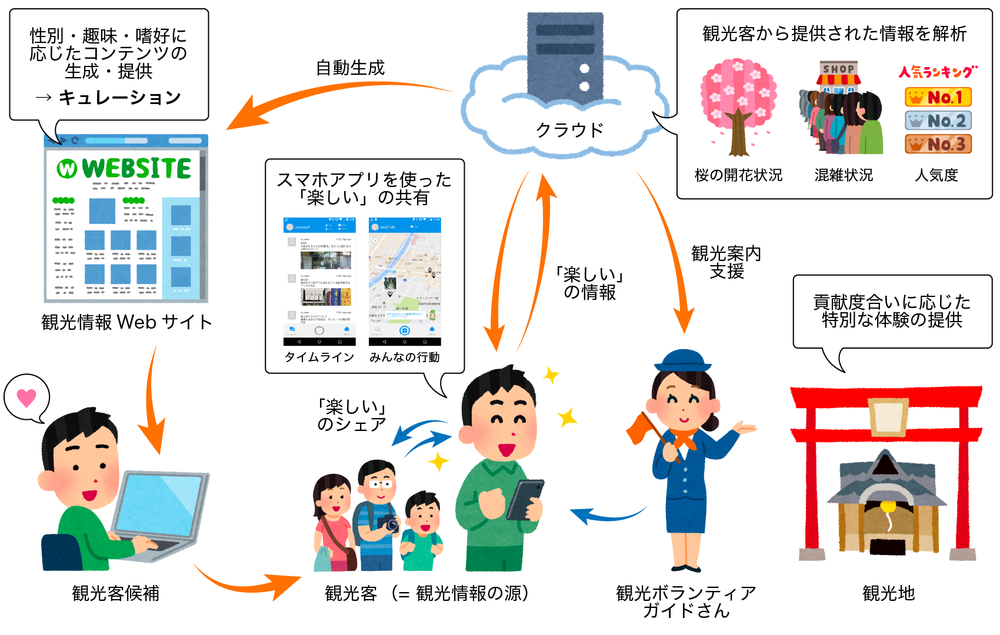 性別・趣味・嗜好に
応じたコンテンツの
生成・提供
→ キュレーション
自動生成
クラウド
観光客から提供された情報を解析
SHOP
人気ランキング
No.1
No.2
No.3
桜の開花状況
混雑状況
人気度
W WEBSITE
観光情報 Web サイト
スマホアプリを使った
「楽しい」の共有
yukimat.jp
NAIST UBI
Google
タイムライン
みんなの行動
「楽しい」
の情報
観光案内
支援
貢献度合いに応じた
特別な体験の提供
「楽しい」
のシェア
観光客候補
観光客（= 観光情報の源）
観光ボランティア
ガイドさん
観光地